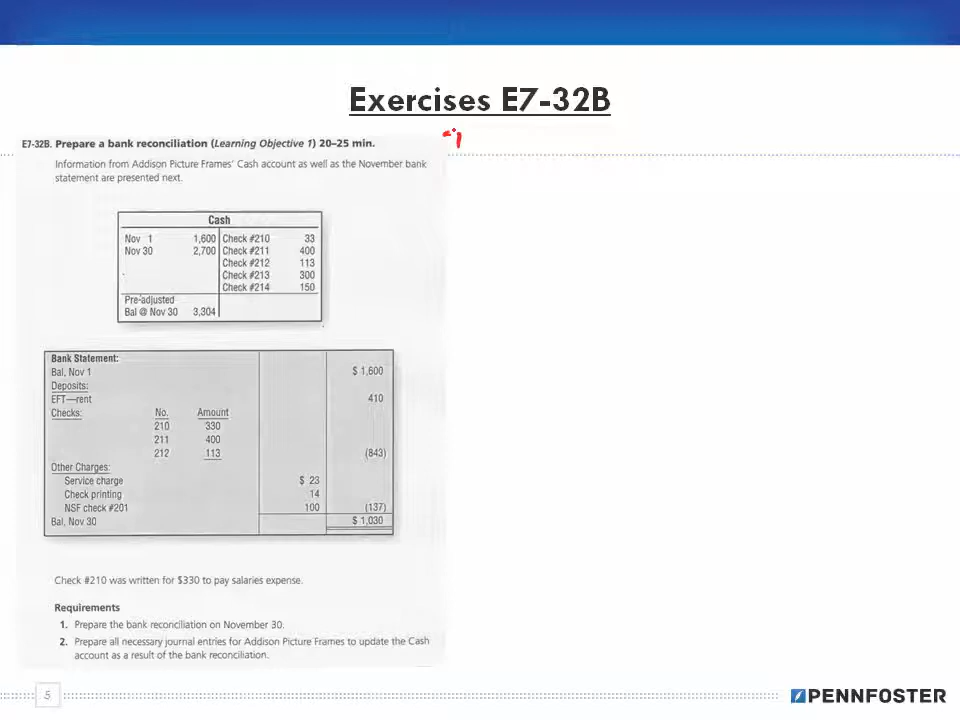 Exercises E7-32B
E7-32B. Prepare a bank reconciliation (Learning Objective 1) 20–25 min.
Information from Addison Picture Frames' Cash account as well as the November bank
statement are presented next.
Cash
Nov 1 1,600 Check #210 33
Nov 30 2,700 Check #211 400
Check #212 113
Check #213 300
Check #214 150
Pre-adjusted
Bal @ Nov 30 3,304
Bank Statement:
Bal, Nov 1 $ 1,600
Deposits:
EFT—rent 410
Checks: No. Amount
210 330
211 400
212 113 (843)
Other Charges:
Service charge $ 23
Check printing 14
NSF check #201 100 (137)
Bal, Nov 30 $ 1,030
Check #210 was written for $330 to pay salaries expense.
Requirements
1. Prepare the bank reconciliation on November 30.
2. Prepare all necessary journal entries for Addison Picture Frames to update the Cash
account as a result of the bank reconciliation.
5
PENNFOSTER